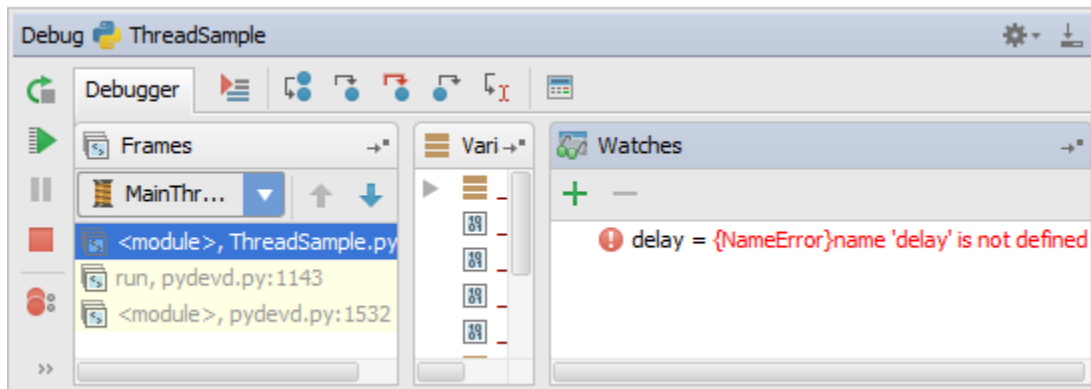 Debug ThreadSample
Debugger
Frames
Vari
Watches
MainThr...
<module>, ThreadSample.py
delay = {NameError}name 'delay' is not defined
run, pydevd.py:1143
<module>, pydevd.py:1532